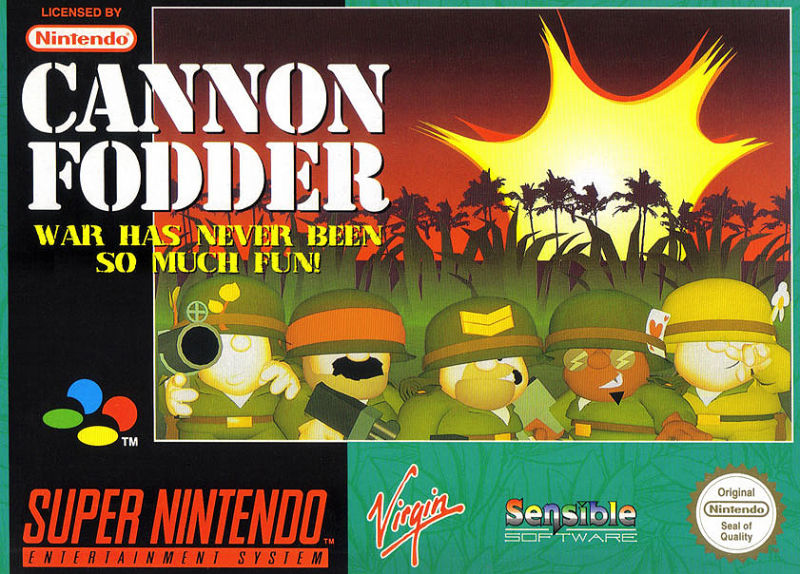 LICENSED BY
Nintendo
CANNON
FODDER
WAR HAS NEVER BEEN
SO MUCH FUN!
TM
SUPER NINTENDO
TM
ENTERTAINMENT SYSTEM
Virgin
Sensible
SOFTWARE
Original
Nintendo
Seal of
Quality